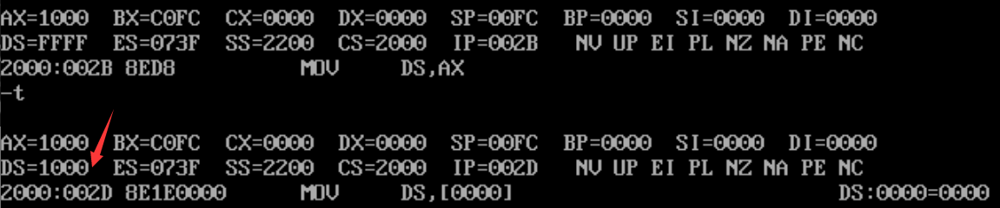 AX=1000 BX=C0FC CX=0000 DX=0000 SP=00FC BP=0000 SI=0000 DI=0000
DS=FFFF ES=073F SS=2200 CS=2000 IP=002B NV UP EI PL NZ NA PE NC
2000:002B 8ED8 MOV DS,AX
-t
AX=1000 BX=C0FC CX=0000 DX=0000 SP=00FC BP=0000 SI=0000 DI=0000
DS=1000 ES=073F SS=2200 CS=2000 IP=002D NV UP EI PL NZ NA PE NC
2000:002D 8E1E0000 MOV DS,[0000] DS:0000=0000